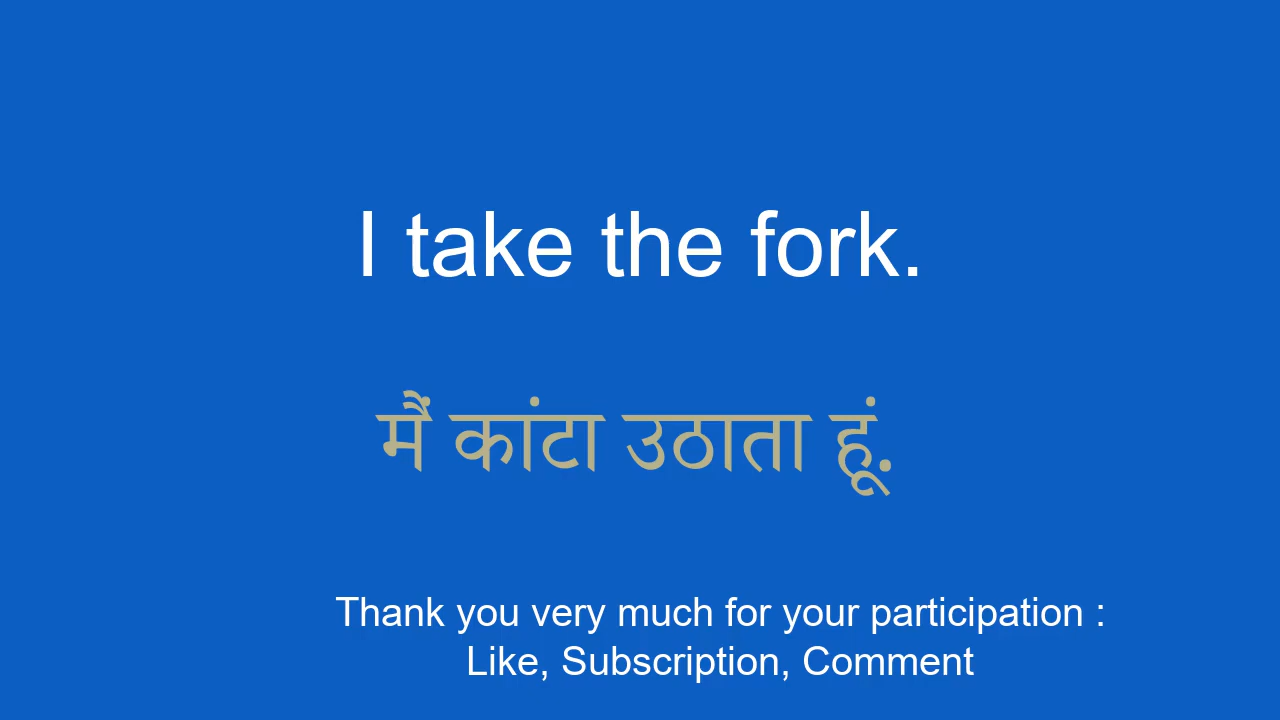 I take the fork.
मैं कांटा उठाता हूं.
Thank you very much for your participation :
Like, Subscription, Comment